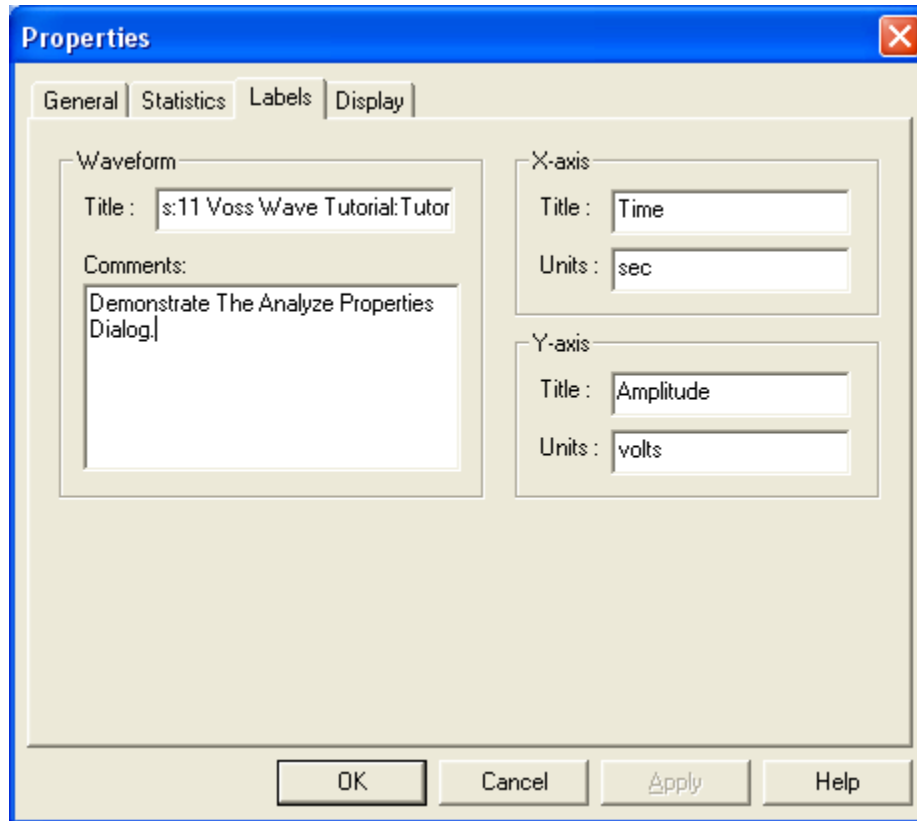 Properties
General Statistics Labels Display
Waveform
Title : s:11 Voss Wave Tutorial:Tutor
Comments:
Demonstrate The Analyze Properties
Dialog.
X-axis
Title : Time
Units : sec
Y-axis
Title : Amplitude
Units : volts
OK Cancel Apply Help